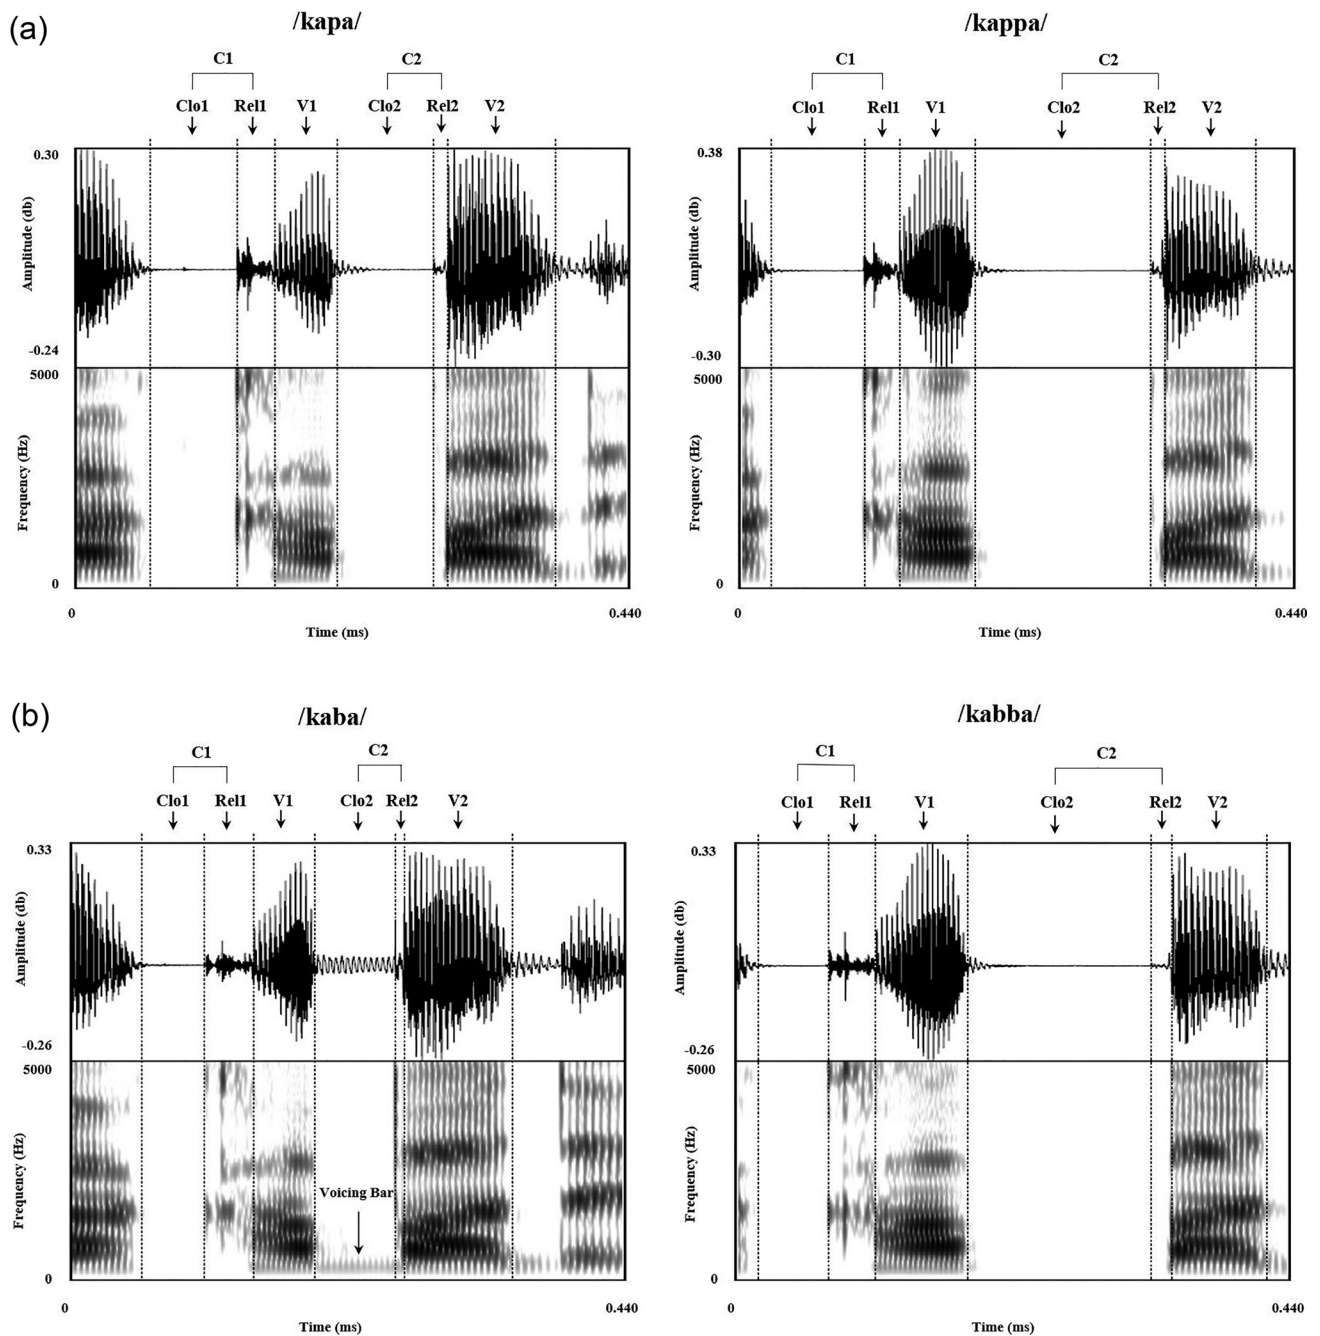 (a)
/kapa/
C1 C2
Clo1 Rel1 V1 Clo2 Rel2 V2
0.30
Amplitude (db)
-0.24
5000
Frequency (Hz)
0
0 0.440
Time (ms)
/kappa/
C1 C2
Clo1 Rel1 V1 Clo2 Rel2 V2
0.38
Amplitude (db)
-0.30
5000
Frequency (Hz)
0
0 0.440
Time (ms)
(b)
/kaba/
C1 C2
Clo1 Rel1 V1 Clo2 Rel2 V2
0.33
Amplitude (db)
-0.26
5000
Frequency (Hz)
Voicing Bar
0
0 0.440
Time (ms)
/kabba/
C1 C2
Clo1 Rel1 V1 Clo2 Rel2 V2
0.33
Amplitude (db)
-0.26
5000
Frequency (Hz)
0
0 0.440
Time (ms)